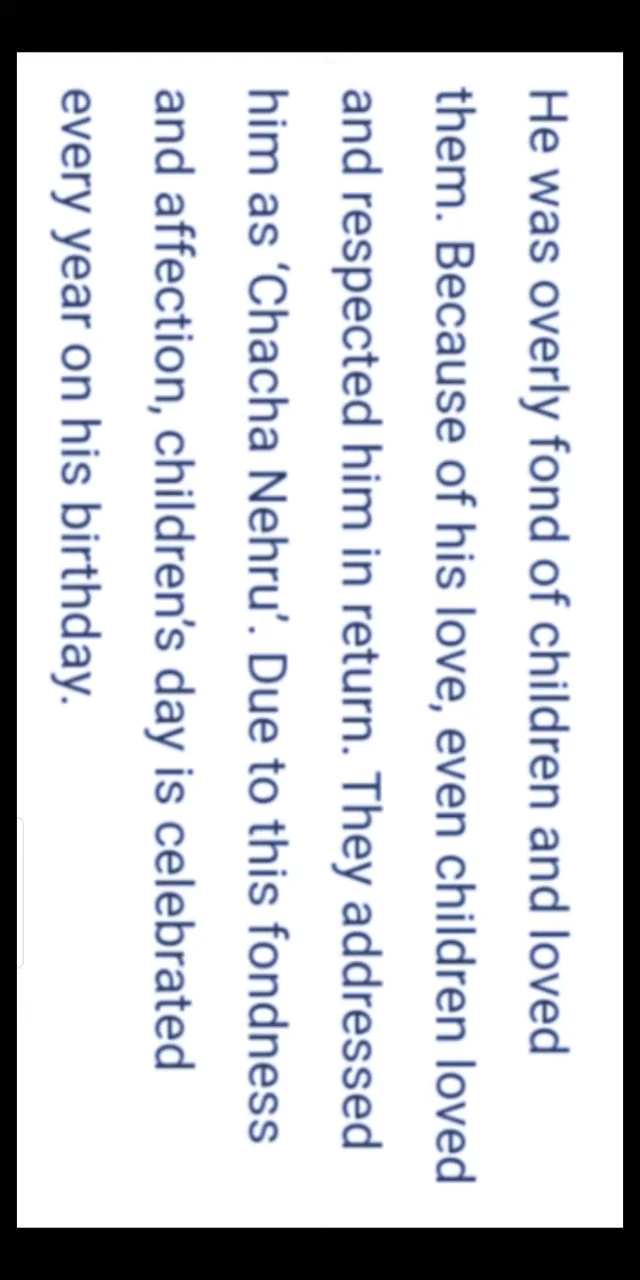 He was overly fond of children and loved
them. Because of his love, even children loved
and respected him in return. They addressed
him as ‘Chacha Nehru’. Due to this fondness
and affection, children’s day is celebrated
every year on his birthday.